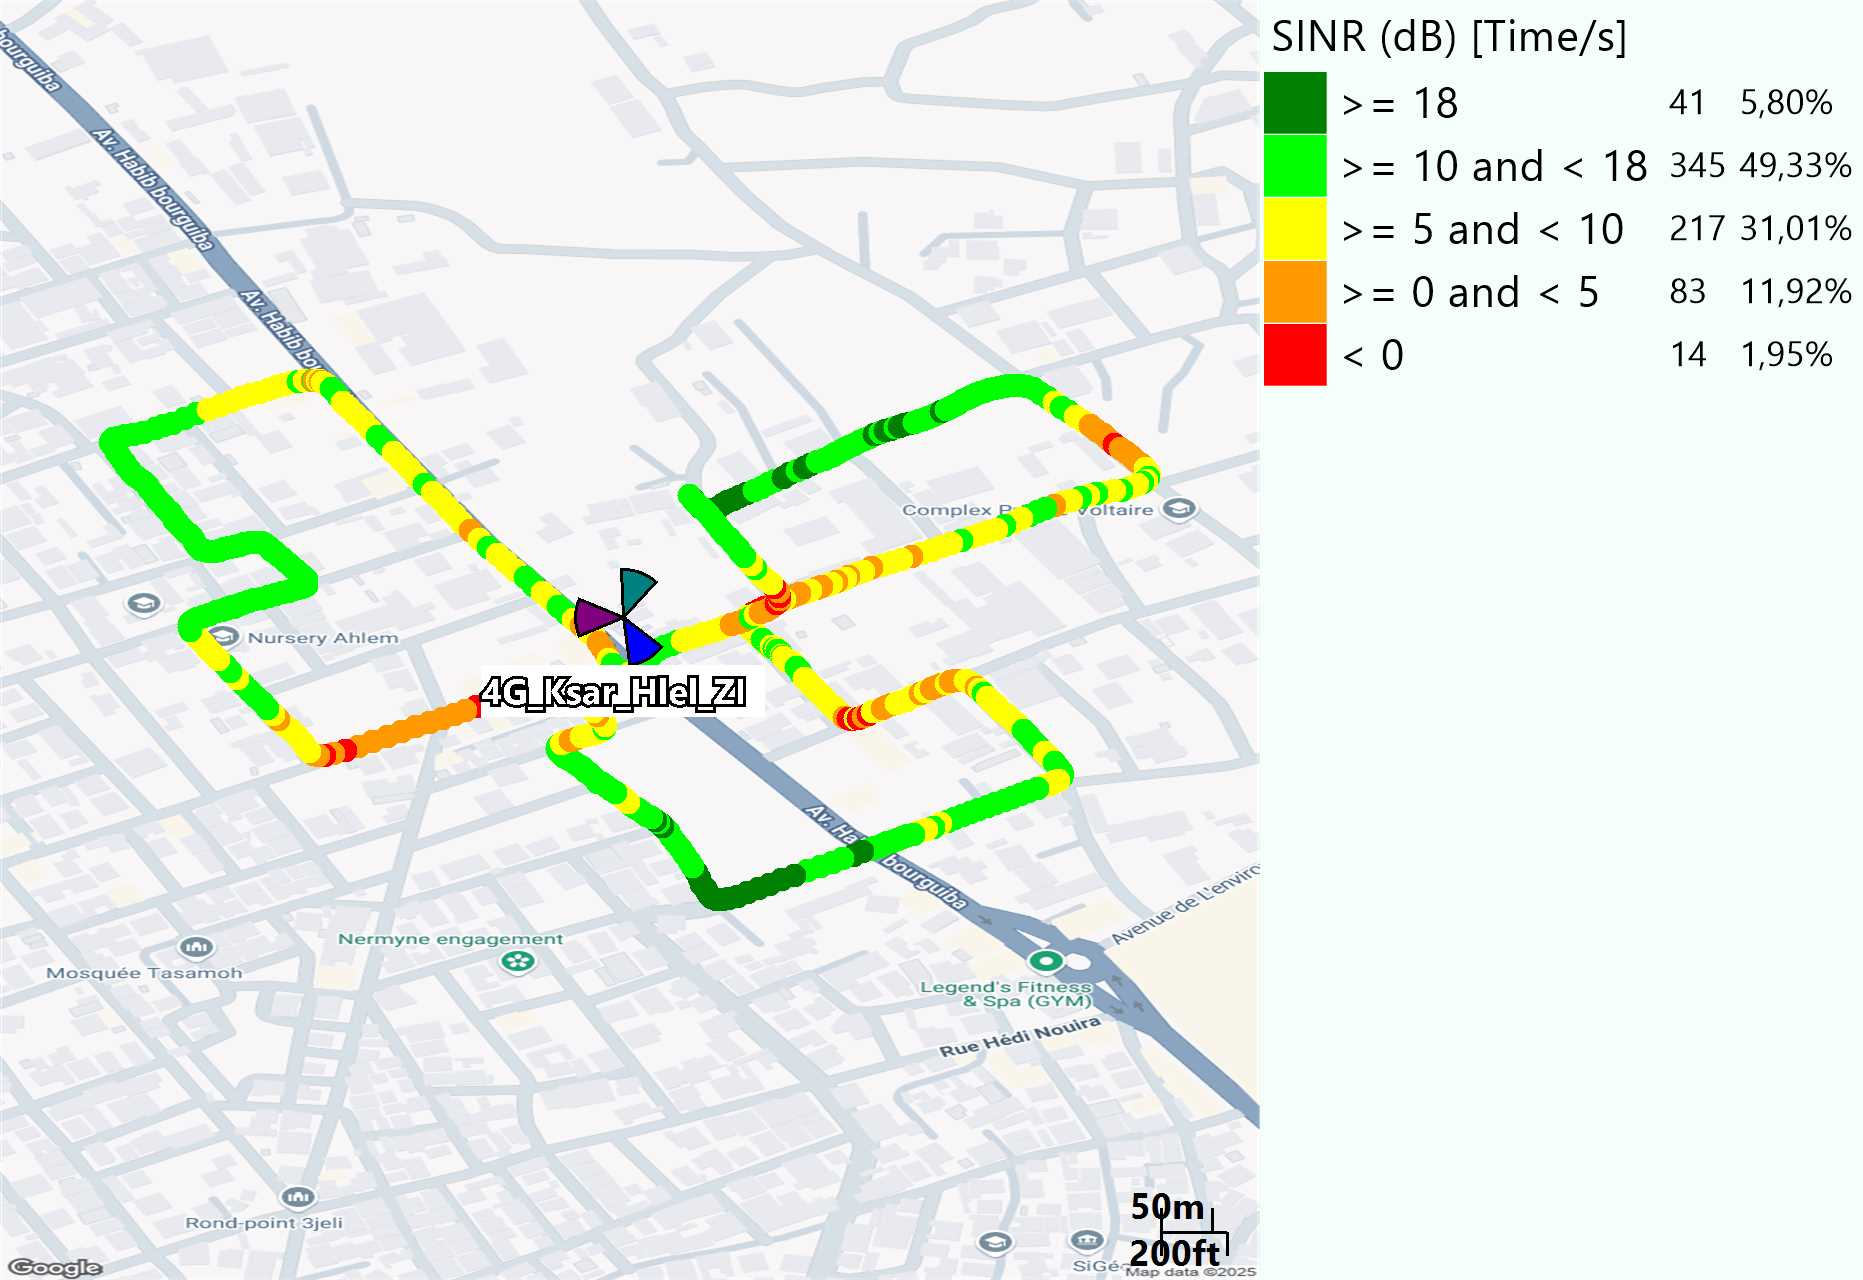 SINR (dB) [Time/s]
>= 18 41 5,80%
>= 10 and < 18 345 49,33%
>= 5 and < 10 217 31,01%
>= 0 and < 5 83 11,92%
< 0 14 1,95%
bourguiba
Av. Habib bourguiba
Av. Habib bou
Complex P Voltaire
Nursery Ahlem
4G_Ksar_Hlel_ZI
Av. Ha bourguiba
Avenue de L'enviro
Nermyne engagement
Mosquée Tasamoh
Legend's Fitness
& Spa (GYM)
Rue Hédi Nouira
Rond-point 3jeli
50m
200ft
SiGé
Google
Map data ©2025